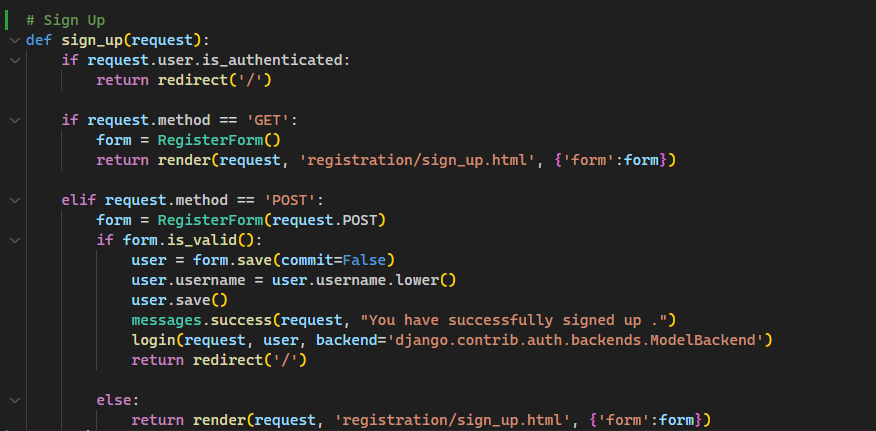 # Sign Up
def sign_up(request):
    if request.user.is_authenticated:
        return redirect('/')

    if request.method == 'GET':
        form = RegisterForm()
        return render(request, 'registration/sign_up.html', {'form':form})

    elif request.method == 'POST':
        form = RegisterForm(request.POST)
        if form.is_valid():
            user = form.save(commit=False)
            user.username = user.username.lower()
            user.save()
            messages.success(request, "You have successfully signed up .")
            login(request, user, backend='django.contrib.auth.backends.ModelBackend')
            return redirect('/')

        else:
            return render(request, 'registration/sign_up.html', {'form':form})